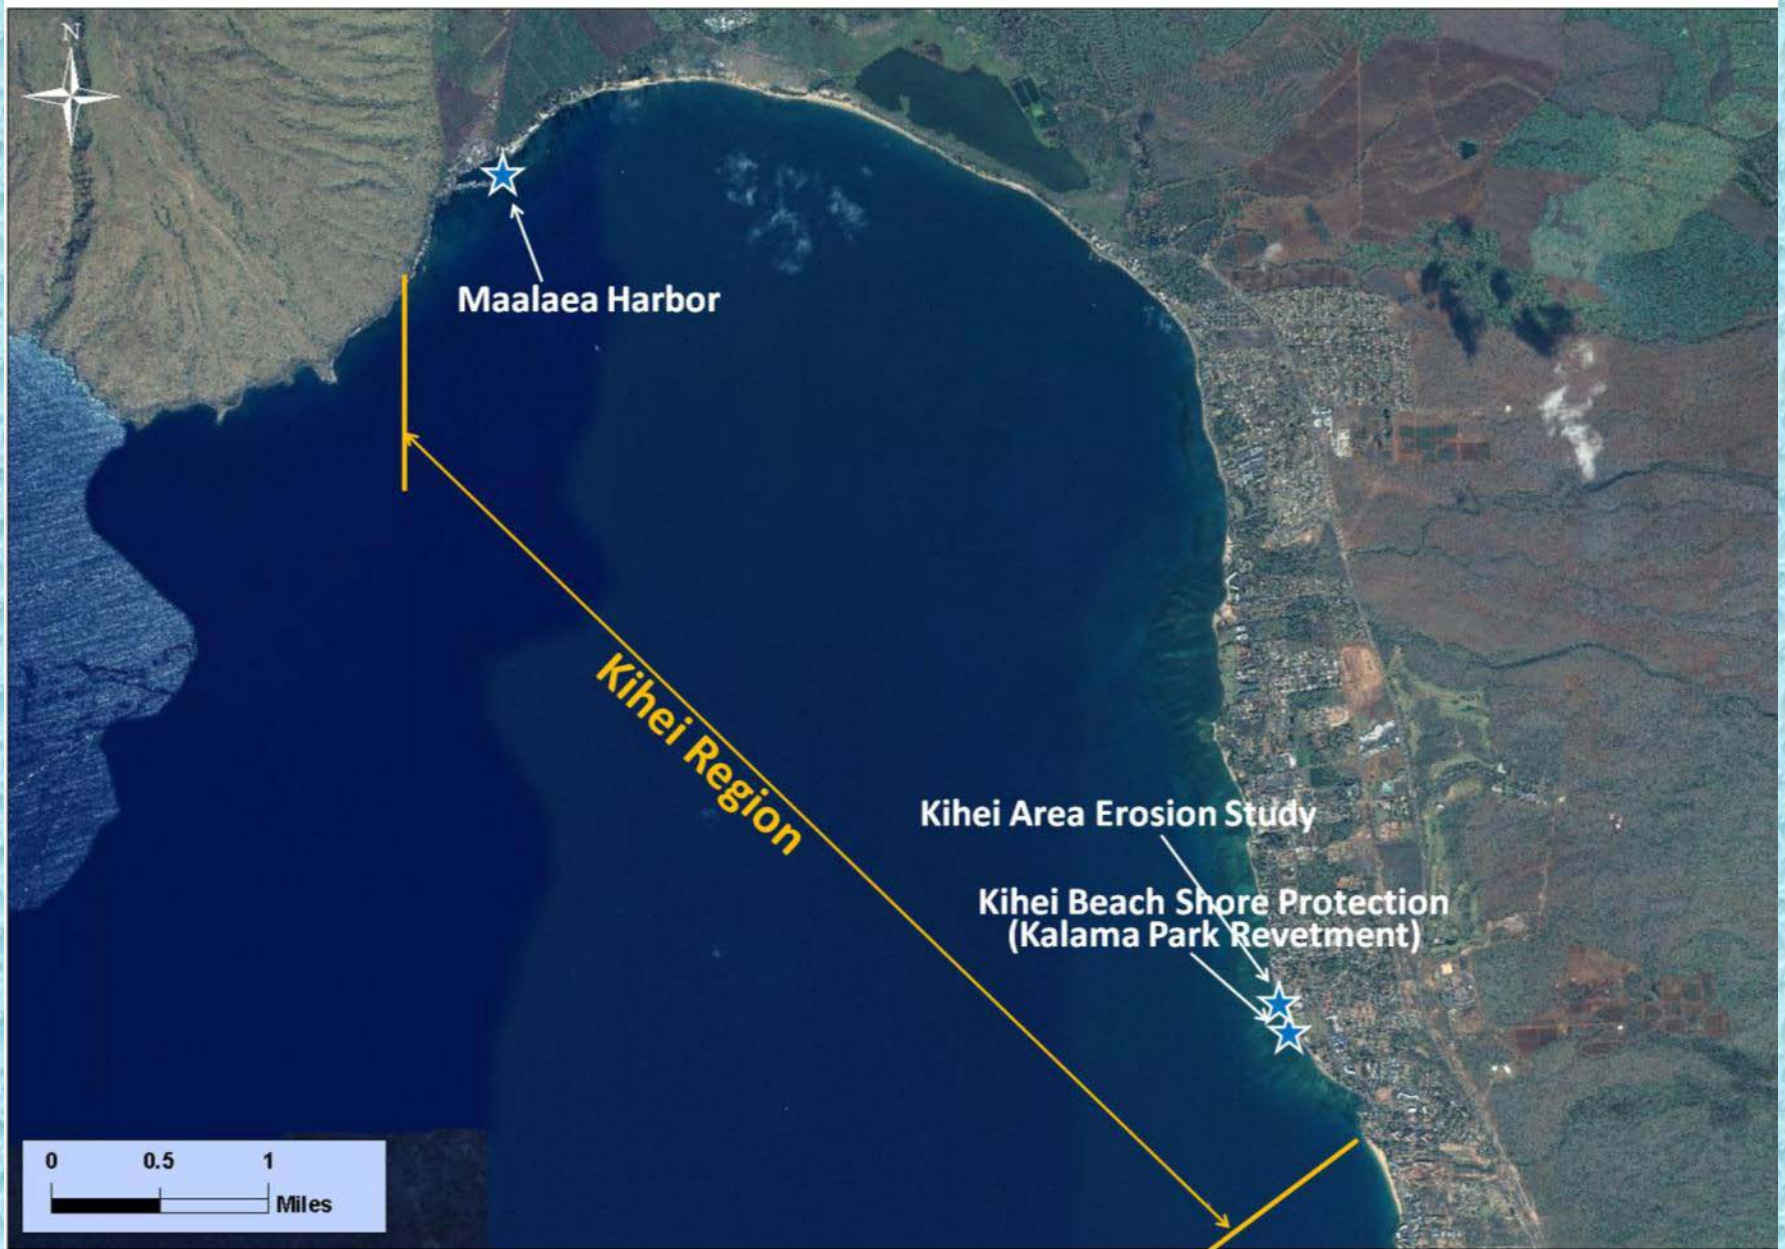 N
Maalaea Harbor
Kihei Region
Kihei Area Erosion Study
Kihei Beach Shore Protection
(Kalama Park Revetment)
0 0.5 1
Miles